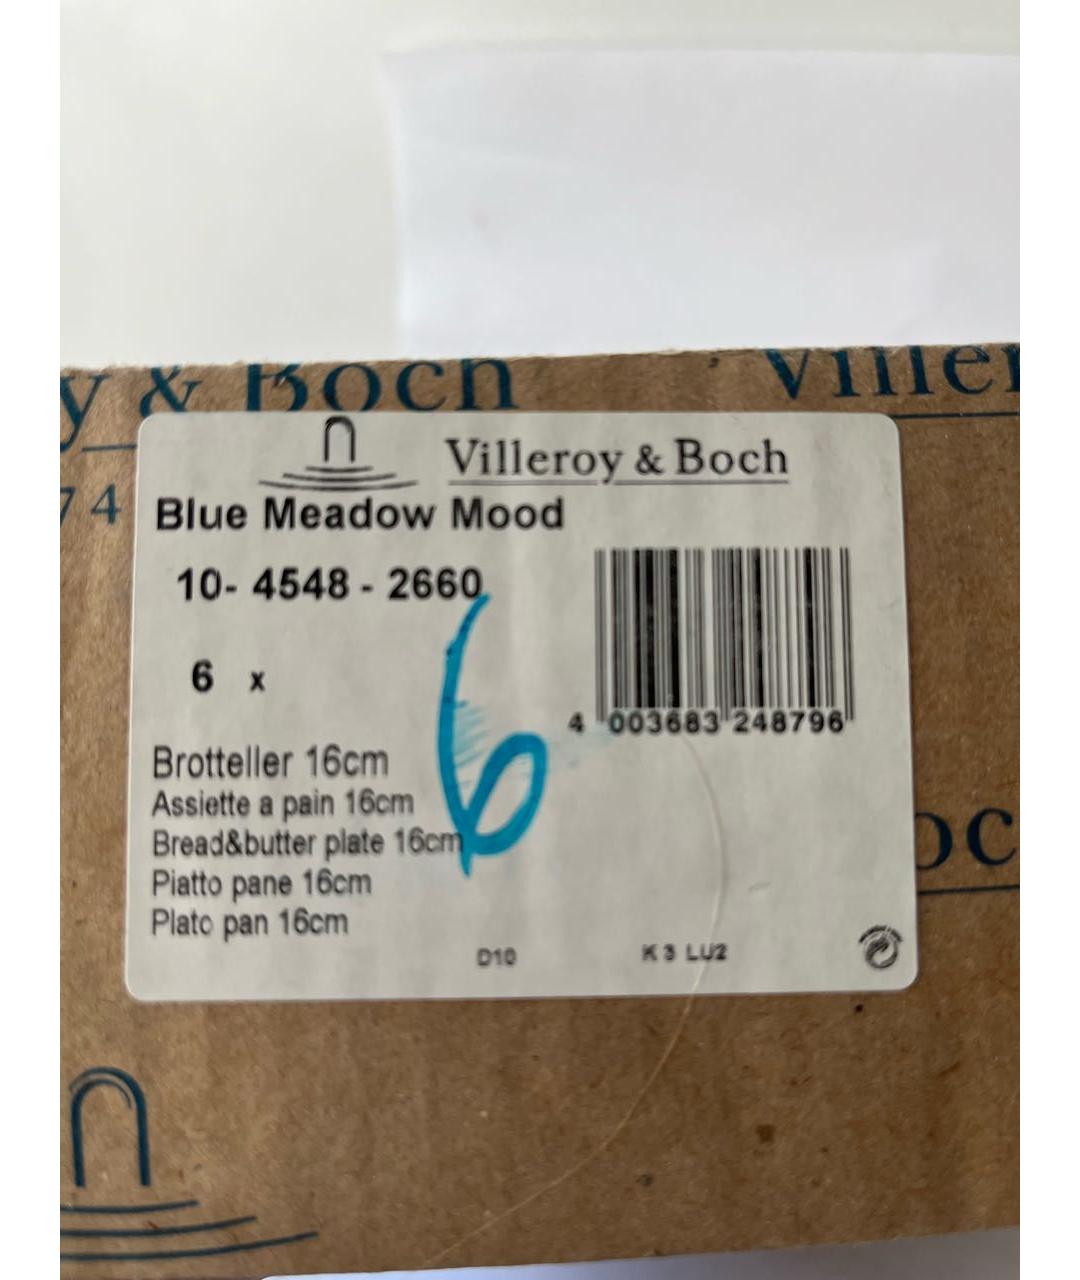 y & Boch Viller
74
Villeroy & Boch
Blue Meadow Mood
10- 4548 - 2660
6 x
6
4 003683 248796
Brotteller 16cm
Assiette a pain 16cm
Bread&butter plate 16cm
Piatto pane 16cm
Plato pan 16cm
D10 K 3 LU2
oc